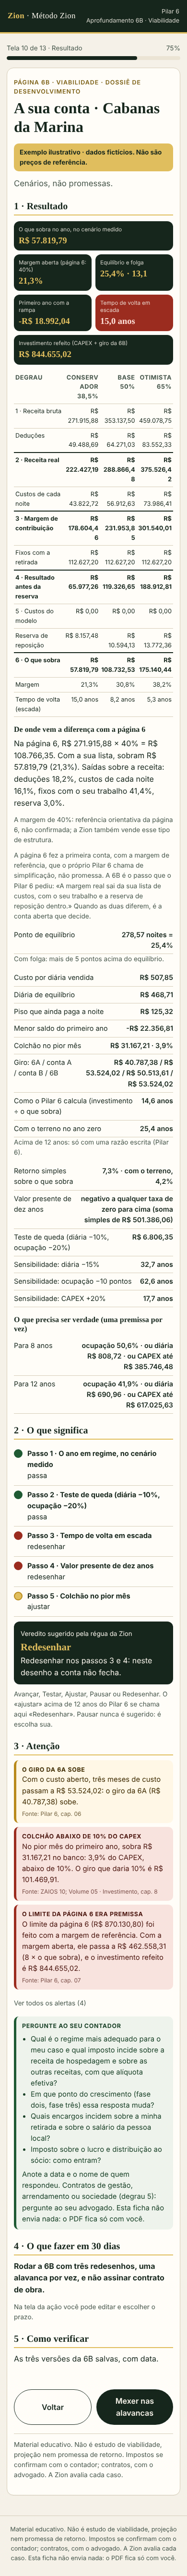 Zion · Método Zion
Pilar 6
Aprofundamento 6B · Viabilidade
Tela 10 de 13 · Resultado
75%
PÁGINA 6B · VIABILIDADE · DOSSIÊ DE
DESENVOLVIMENTO
A sua conta · Cabanas
da Marina
Exemplo ilustrativo · dados fictícios. Não são
preços de referência.
Cenários, não promessas.
1 · Resultado
O que sobra no ano, no cenário medido
R$ 57.819,79
Margem aberta (página 6:
40%)
21,3%
Equilíbrio e folga
25,4% · 13,1
Primeiro ano com a
rampa
-R$ 18.992,04
Tempo de volta em
escada
15,0 anos
Investimento refeito (CAPEX + giro da 6B)
R$ 844.655,02
DEGRAU
CONSERV
ADOR
38,5%
BASE
50%
OTIMISTA
65%
1 · Receita bruta
R$
271.915,88
R$
353.137,50
R$
459.078,75
Deduções
R$
49.488,69
R$
64.271,03
R$
83.552,33
2 · Receita real
R$
222.427,19
R$
288.866,4
8
R$
375.526,4
2
Custos de cada
noite
R$
43.822,72
R$
56.912,63
R$
73.986,41
3 · Margem de
contribuição
R$
178.604,4
6
R$
231.953,8
5
R$
301.540,01
Fixos com a
retirada
R$
112.627,20
R$
112.627,20
R$
112.627,20
4 · Resultado
antes da
reserva
R$
65.977,26
R$
119.326,65
R$
188.912,81
5 · Custos do
modelo
R$ 0,00
R$ 0,00
R$ 0,00
Reserva de
reposição
R$ 8.157,48
R$
10.594,13
R$
13.772,36
6 · O que sobra
R$
57.819,79
R$
108.732,53
R$
175.140,44
Margem
21,3%
30,8%
38,2%
Tempo de volta
(escada)
15,0 anos
8,2 anos
5,3 anos
De onde vem a diferença com a página 6
Na página 6, R$ 271.915,88 × 40% = R$
108.766,35. Com a sua lista, sobram R$
57.819,79 (21,3%). Saídas sobre a receita:
deduções 18,2%, custos de cada noite
16,1%, fixos com o seu trabalho 41,4%,
reserva 3,0%.
A margem de 40%: referência orientativa da página
6, não confirmada; a Zion também vende esse tipo
de estrutura.
A página 6 fez a primeira conta, com a margem de
referência, que o próprio Pilar 6 chama de
simplificação, não promessa. A 6B é o passo que o
Pilar 6 pediu: «A margem real sai da sua lista de
custos, com o seu trabalho e a reserva de
reposição dentro.» Quando as duas diferem, é a
conta aberta que decide.
Ponto de equilíbrio
278,57 noites =
25,4%
Com folga: mais de 5 pontos acima do equilíbrio.
Custo por diária vendida
R$ 507,85
Diária de equilíbrio
R$ 468,71
Piso que ainda paga a noite
R$ 125,32
Menor saldo do primeiro ano
-R$ 22.356,81
Colchão no pior mês
R$ 31.167,21 · 3,9%
Giro: 6A / conta A
/ conta B / 6B
R$ 40.787,38 / R$
53.524,02 / R$ 50.513,61 /
R$ 53.524,02
Como o Pilar 6 calcula (investimento
÷ o que sobra)
14,6 anos
Com o terreno no ano zero
25,4 anos
Acima de 12 anos: só com uma razão escrita (Pilar
6).
Retorno simples
sobre o que sobra
7,3% · com o terreno,
4,2%
Valor presente de
dez anos
negativo a qualquer taxa de
zero para cima (soma
simples de R$ 501.386,06)
Teste de queda (diária −10%,
ocupação −20%)
R$ 6.806,35
Sensibilidade: diária −15%
32,7 anos
Sensibilidade: ocupação −10 pontos
62,6 anos
Sensibilidade: CAPEX +20%
17,7 anos
O que precisa ser verdade (uma premissa por
vez)
Para 8 anos
ocupação 50,6% · ou diária
R$ 808,72 · ou CAPEX até
R$ 385.746,48
Para 12 anos
ocupação 41,9% · ou diária
R$ 690,96 · ou CAPEX até
R$ 617.025,63
2 · O que significa
Passo 1 · O ano em regime, no cenário
medido
passa
Passo 2 · Teste de queda (diária −10%,
ocupação −20%)
passa
Passo 3 · Tempo de volta em escada
redesenhar
Passo 4 · Valor presente de dez anos
redesenhar
Passo 5 · Colchão no pior mês
ajustar
Veredito sugerido pela régua da Zion
Redesenhar
Redesenhar nos passos 3 e 4: neste
desenho a conta não fecha.
Avançar, Testar, Ajustar, Pausar ou Redesenhar. O
«ajustar» acima de 12 anos do Pilar 6 se chama
aqui «Redesenhar». Pausar nunca é sugerido: é
escolha sua.
3 · Atenção
O GIRO DA 6A SOBE
Com o custo aberto, três meses de custo
passam a R$ 53.524,02: o giro da 6A (R$
40.787,38) sobe.
Fonte: Pilar 6, cap. 06
COLCHÃO ABAIXO DE 10% DO CAPEX
No pior mês do primeiro ano, sobra R$
31.167,21 no banco: 3,9% do CAPEX,
abaixo de 10%. O giro que daria 10% é R$
101.469,91.
Fonte: ZAIOS 10; Volume 05 · Investimento, cap. 8
O LIMITE DA PÁGINA 6 ERA PREMISSA
O limite da página 6 (R$ 870.130,80) foi
feito com a margem de referência. Com a
margem aberta, ele passa a R$ 462.558,31
(8 × o que sobra), e o investimento refeito
é R$ 844.655,02.
Fonte: Pilar 6, cap. 07
Ver todos os alertas (4)
PERGUNTE AO SEU CONTADOR
• Qual é o regime mais adequado para o
meu caso e qual imposto incide sobre a
receita de hospedagem e sobre as
outras receitas, com que alíquota
efetiva?
• Em que ponto do crescimento (fase
dois, fase três) essa resposta muda?
• Quais encargos incidem sobre a minha
retirada e sobre o salário da pessoa
local?
• Imposto sobre o lucro e distribuição ao
sócio: como entram?
Anote a data e o nome de quem
respondeu. Contratos de gestão,
arrendamento ou sociedade (degrau 5):
pergunte ao seu advogado. Esta ficha não
envia nada: o PDF fica só com você.
4 · O que fazer em 30 dias
Rodar a 6B com três redesenhos, uma
alavanca por vez, e não assinar contrato
de obra.
Na tela da ação você pode editar e escolher o
prazo.
5 · Como verificar
As três versões da 6B salvas, com data.
Voltar
Mexer nas
alavancas
Material educativo. Não é estudo de viabilidade,
projeção nem promessa de retorno. Impostos se
confirmam com o contador; contratos, com o
advogado. A Zion avalia cada caso.
Material educativo. Não é estudo de viabilidade, projeção
nem promessa de retorno. Impostos se confirmam com o
contador; contratos, com o advogado. A Zion avalia cada
caso. Esta ficha não envia nada: o PDF fica só com você.